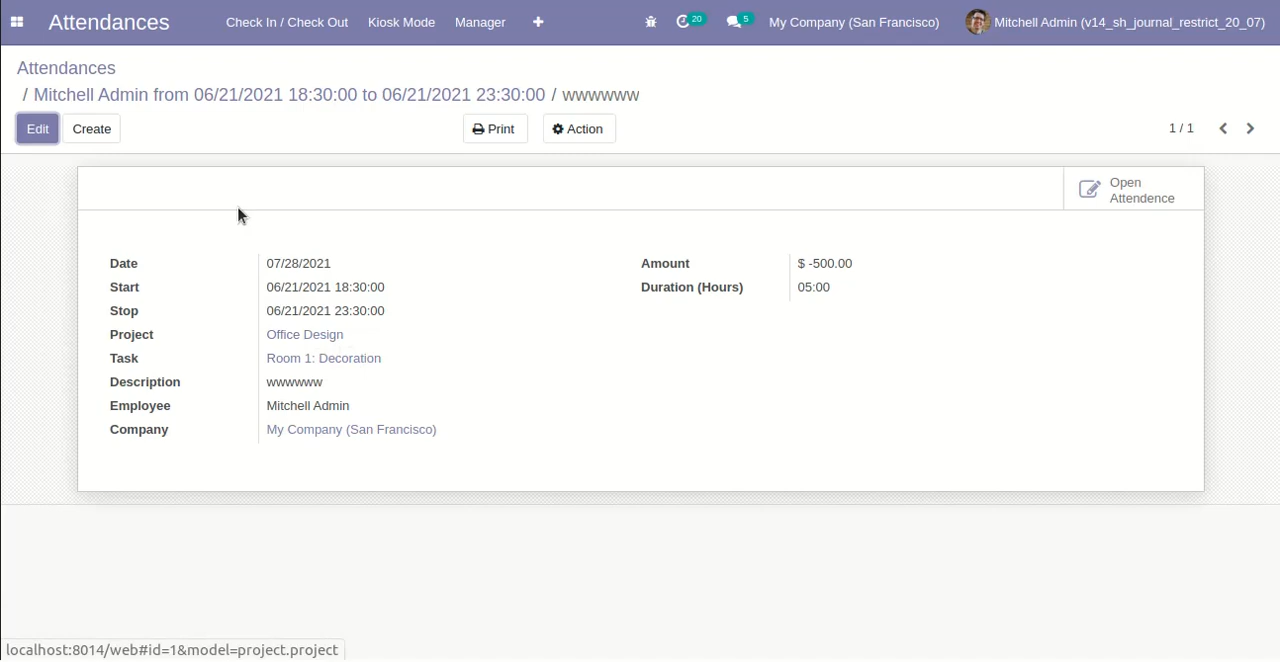 Attendances Check In / Check Out Kiosk Mode Manager 20 5 My Company (San Francisco) Mitchell Admin (v14_sh_journal_restrict_20_07)
Attendances
/ Mitchell Admin from 06/21/2021 18:30:00 to 06/21/2021 23:30:00 / wwwwww
Edit Create Print Action 1 / 1
Open
Attendence
Date 07/28/2021 Amount $ -500.00
Start 06/21/2021 18:30:00 Duration (Hours) 05:00
Stop 06/21/2021 23:30:00
Project Office Design
Task Room 1: Decoration
Description wwwwww
Employee Mitchell Admin
Company My Company (San Francisco)
localhost:8014/web#id=1&model=project.project